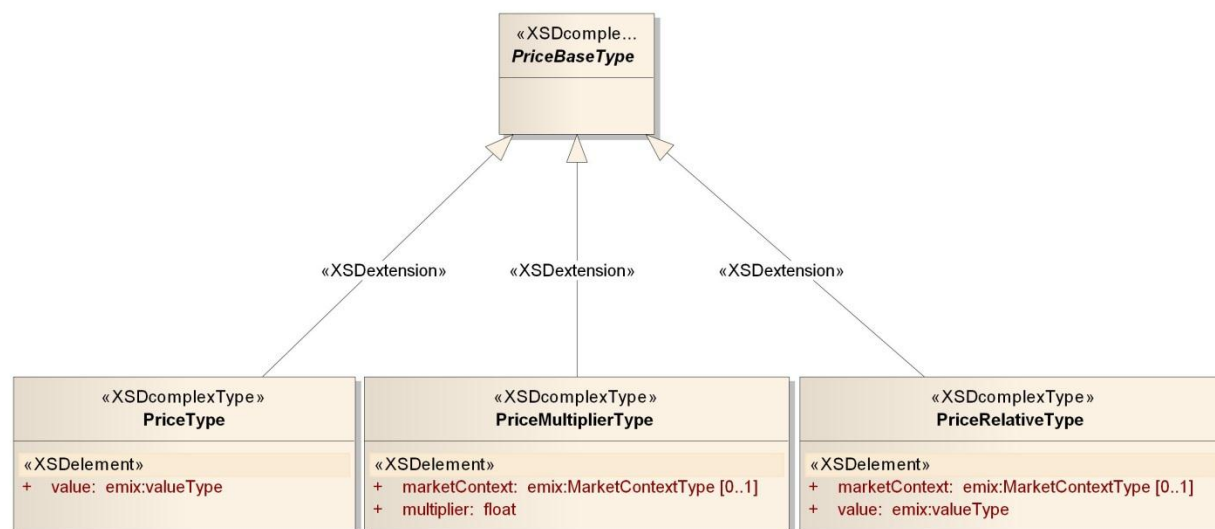 «XSDcomple...
PriceBaseType
«XSDextension» «XSDextension» «XSDextension»
«XSDcomplexType»
PriceType
«XSDelement»
+ value: emix:valueType
«XSDcomplexType»
PriceMultiplierType
«XSDelement»
+ marketContext: emix:MarketContextType [0..1]
+ multiplier: float
«XSDcomplexType»
PriceRelativeType
«XSDelement»
+ marketContext: emix:MarketContextType [0..1]
+ value: emix:valueType